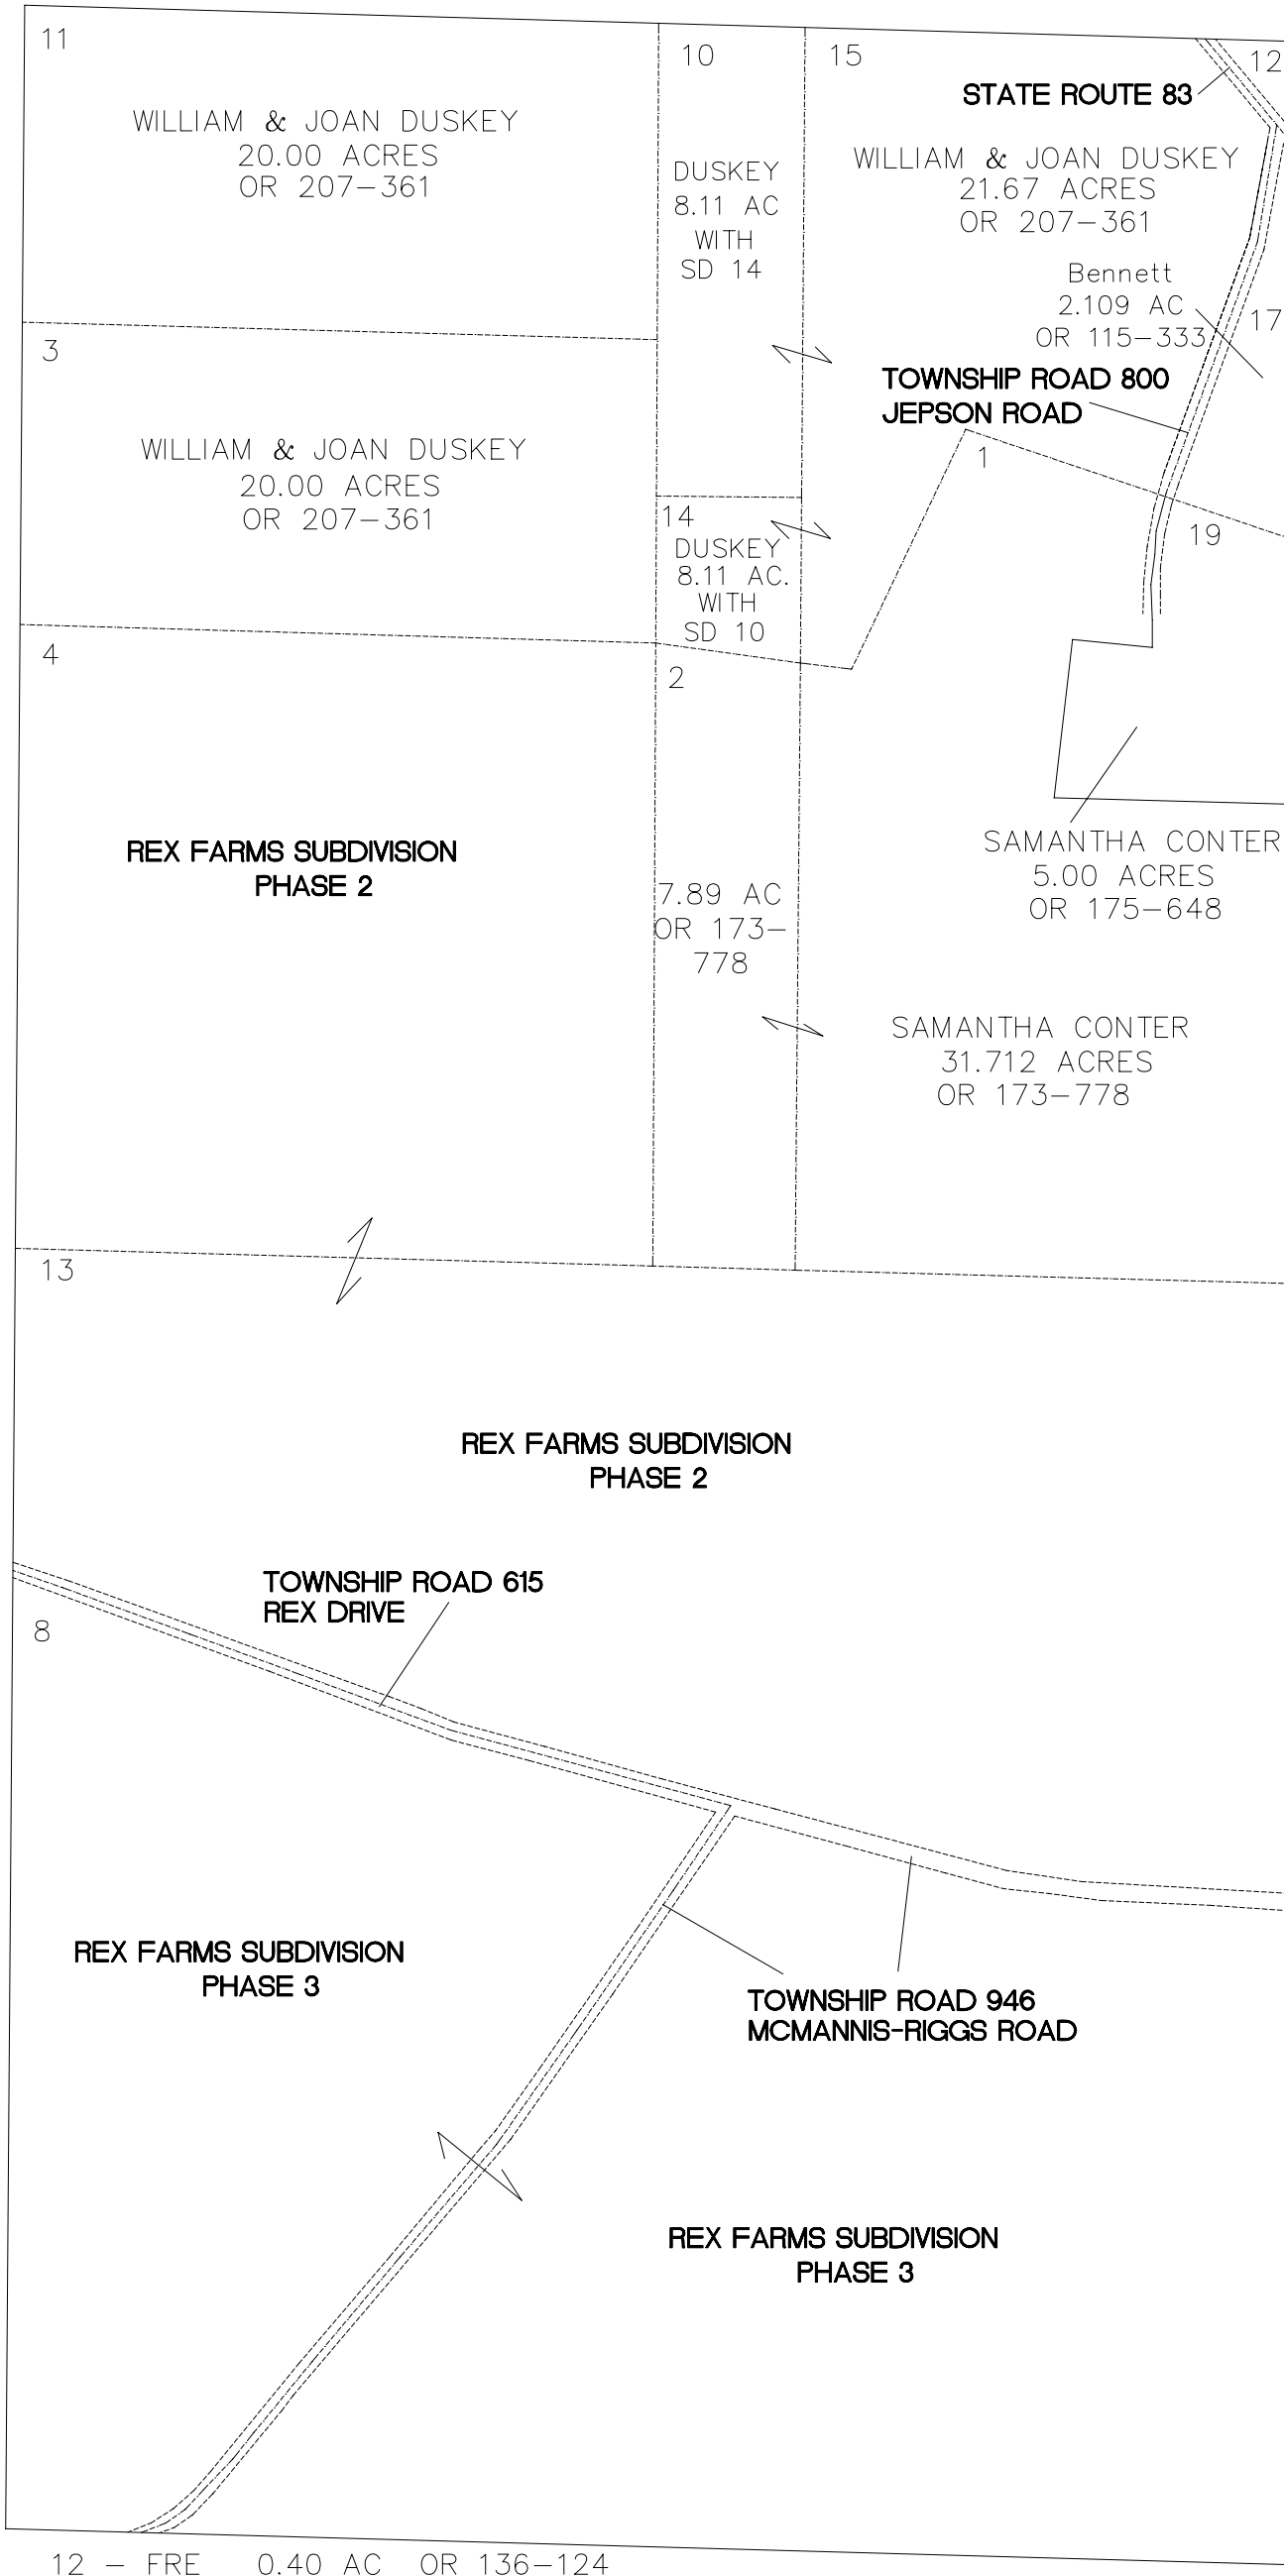 11
10
15
12
STATE ROUTE 83
WILLIAM & JOAN DUSKEY
20.00 ACRES
OR 207-361
DUSKEY
8.11 AC
WITH
SD 14
WILLIAM & JOAN DUSKEY
21.67 ACRES
OR 207-361
Bennett
2.109 AC
OR 115-333
17
3
TOWNSHIP ROAD 800
JEPSON ROAD
WILLIAM & JOAN DUSKEY
20.00 ACRES
OR 207-361
1
14
DUSKEY
8.11 AC.
WITH
SD 10
19
4
2
REX FARMS SUBDIVISION
PHASE 2
7.89 AC
OR 173-
778
SAMANTHA CONTER
5.00 ACRES
OR 175-648
SAMANTHA CONTER
31.712 ACRES
OR 173-778
13
REX FARMS SUBDIVISION
PHASE 2
TOWNSHIP ROAD 615
REX DRIVE
8
REX FARMS SUBDIVISION
PHASE 3
TOWNSHIP ROAD 946
MCMANNIS-RIGGS ROAD
REX FARMS SUBDIVISION
PHASE 3
12 - FRE 0.40 AC OR 136-124